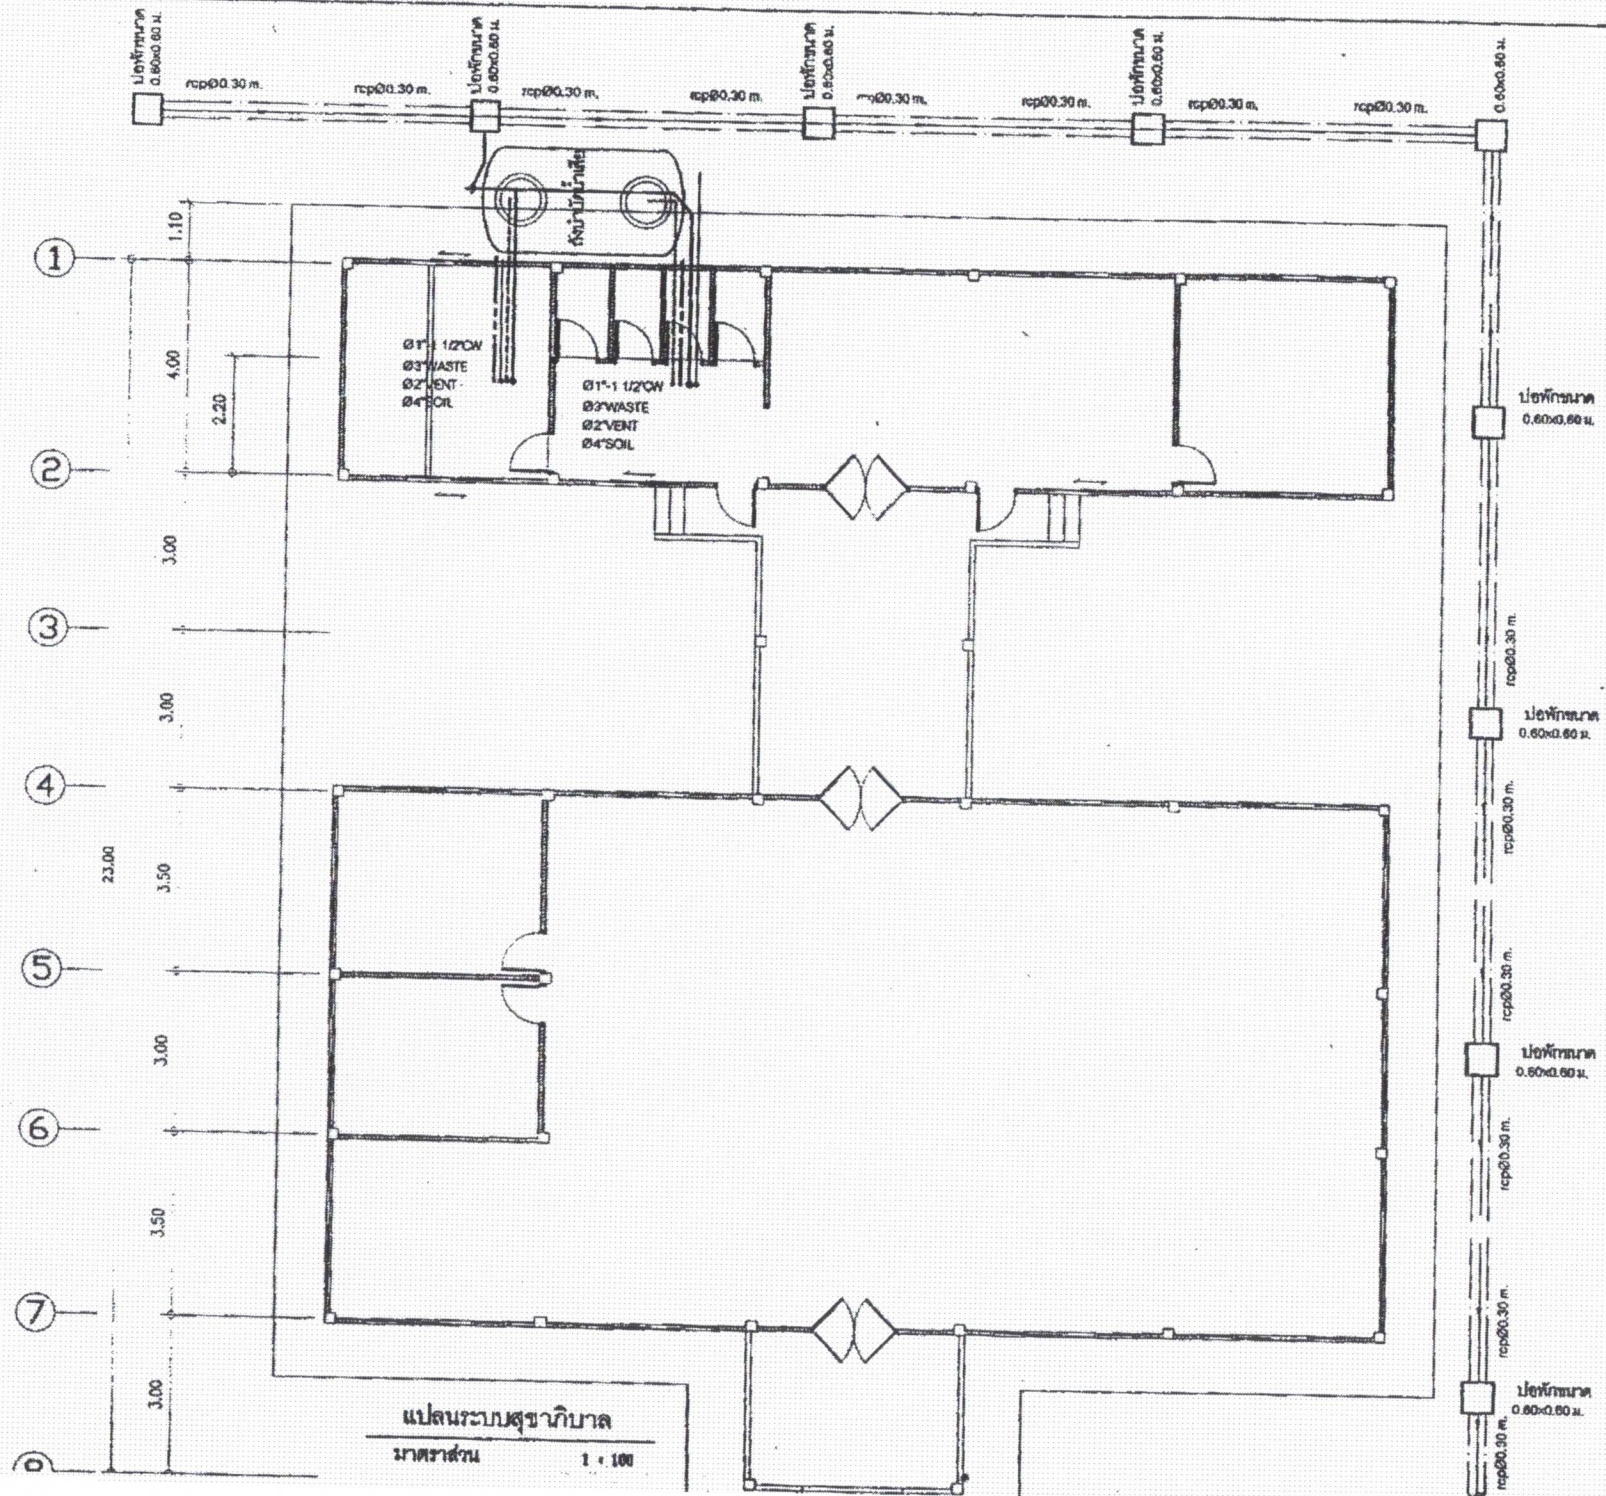 บ่อพักขนาด
0.60x0.60 ม.
บ่อพักขนาด
0.60x0.60 ม.
บ่อพักขนาด
0.60x0.60 ม.
บ่อพักขนาด
0.60x0.60 ม.
0.60x0.60 ม.
rcpØ0.30 m.
rcpØ0.30 m.
rcpØ0.30 m.
rcpØ0.30 m.
rcpØ0.30 m.
rcpØ0.30 m.
rcpØ0.30 m.
rcpØ0.30 m.
ถังบำบัดน้ำเสีย
1.10
1
4.00
2.20
Ø1"-1 1/2"CW
Ø3"WASTE
Ø2"VENT
Ø4"SOIL
Ø1"-1 1/2"CW
Ø3"WASTE
Ø2"VENT
Ø4"SOIL
บ่อพักขนาด
0.60x0.60 ม.
2
3.00
3
rcpØ0.30 m.
3.00
บ่อพักขนาด
0.60x0.60 ม.
4
rcpØ0.30 m.
23.00
3.50
5
rcpØ0.30 m.
3.00
บ่อพักขนาด
0.60x0.60 ม.
6
rcpØ0.30 m.
3.50
7
rcpØ0.30 m.
3.00
บ่อพักขนาด
0.60x0.60 ม.
rcpØ0.30 m.
แปลนระบบสุขาภิบาล
มาตราส่วน 1 : 100